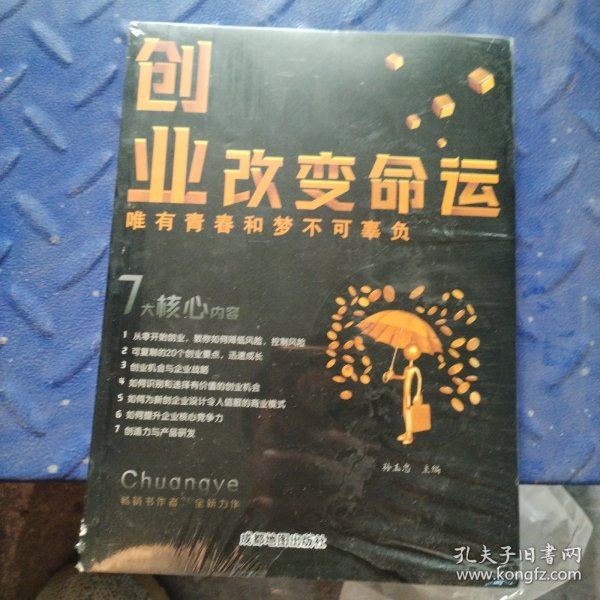 创
业改变命运
唯有青春和梦不可辜负
7大核心内容
1 从零开始创业，教你如何降低风险，控制风险
2 可复制的20个创业要点，迅速成长
3 创业机会与企业战略
4 如何识别和选择有价值的创业机会
5 如何为新创企业设计令人信服的商业模式
6 如何提升企业核心竞争力
7 创造力与产品研发
孙玉忠 主编
Chuangye
畅销书作者 全新力作
成都地图出版社
孔夫子旧书网
www.kongfz.com